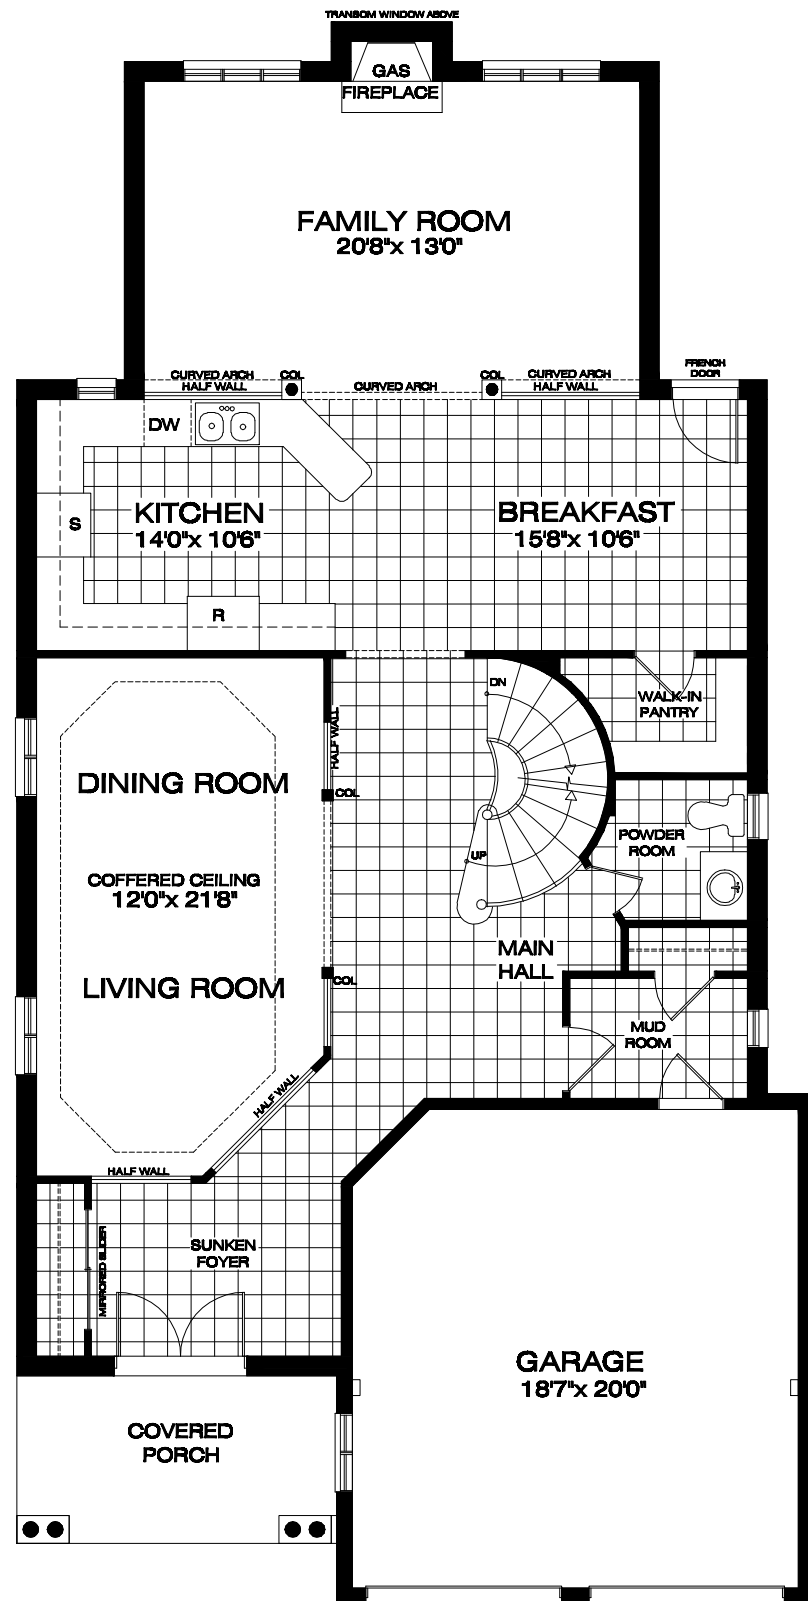 TRANSOM WINDOW ABOVE
GAS
FIREPLACE
FAMILY ROOM
20'8"x 13'0"
CURVED ARCH
HALF WALL
COL
CURVED ARCH
COL
CURVED ARCH
HALF WALL
FRENCH
DOOR
DW
S
KITCHEN
14'0"x 10'6"
BREAKFAST
15'8"x 10'6"
R
DN
WALK-IN
PANTRY
HALF WALL
DINING ROOM
COL
POWDER
ROOM
UP
COFFERED CEILING
12'0"x 21'8"
MAIN
HALL
LIVING ROOM
COL
MUD
ROOM
HALF WALL
HALF WALL
MIRRORED SLIDER
SUNKEN
FOYER
GARAGE
18'7"x 20'0"
COVERED
PORCH